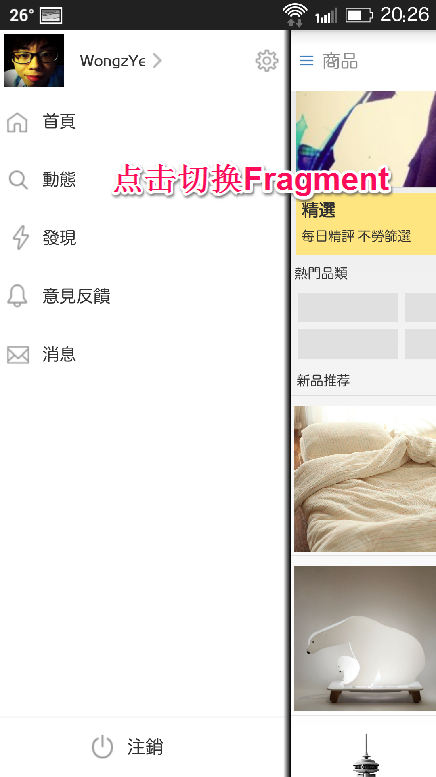 26° 20:26
WongzYe
商品
首頁
動態
点击切换Fragment
發現
意見反饋
消息
精選
每日精評 不勞篩選
熱門品類
新品推荐
注銷